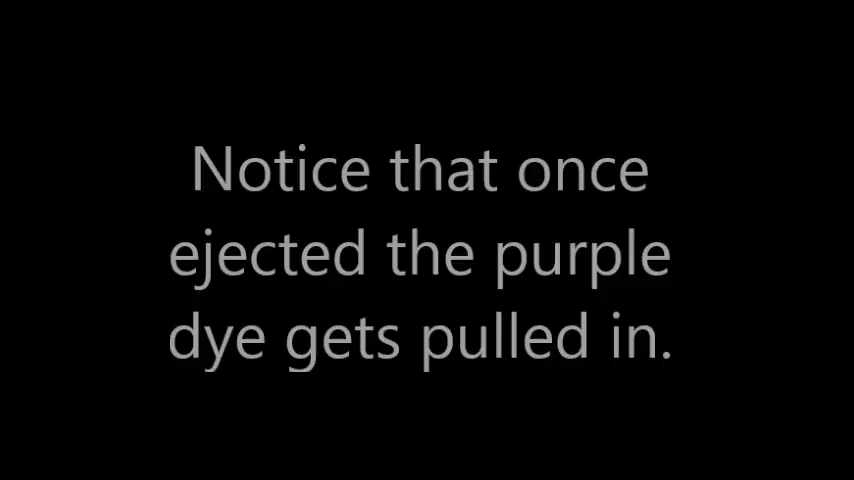 Notice that once
ejected the purple
dye gets pulled in.